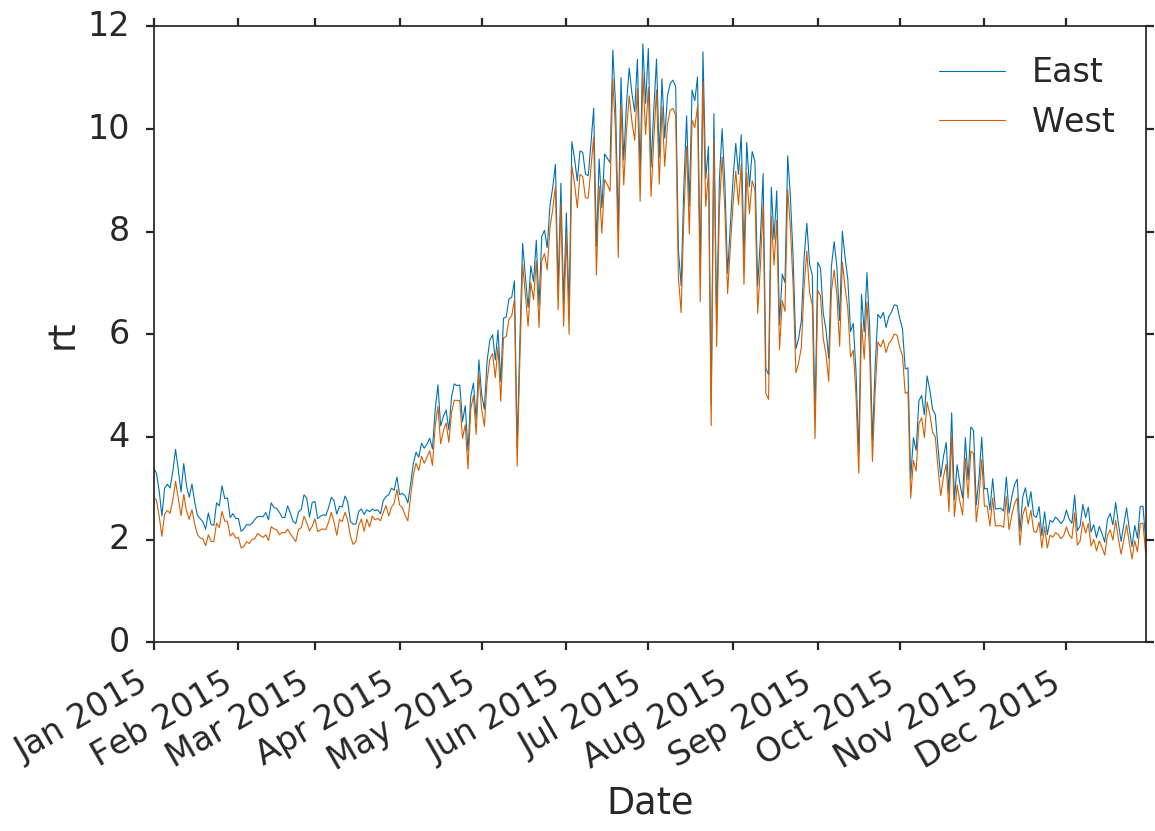 12
10
8
6
4
2
0
rt
East
West
Jan 2015
Feb 2015
Mar 2015
Apr 2015
May 2015
Jun 2015
Jul 2015
Aug 2015
Sep 2015
Oct 2015
Nov 2015
Dec 2015
Date